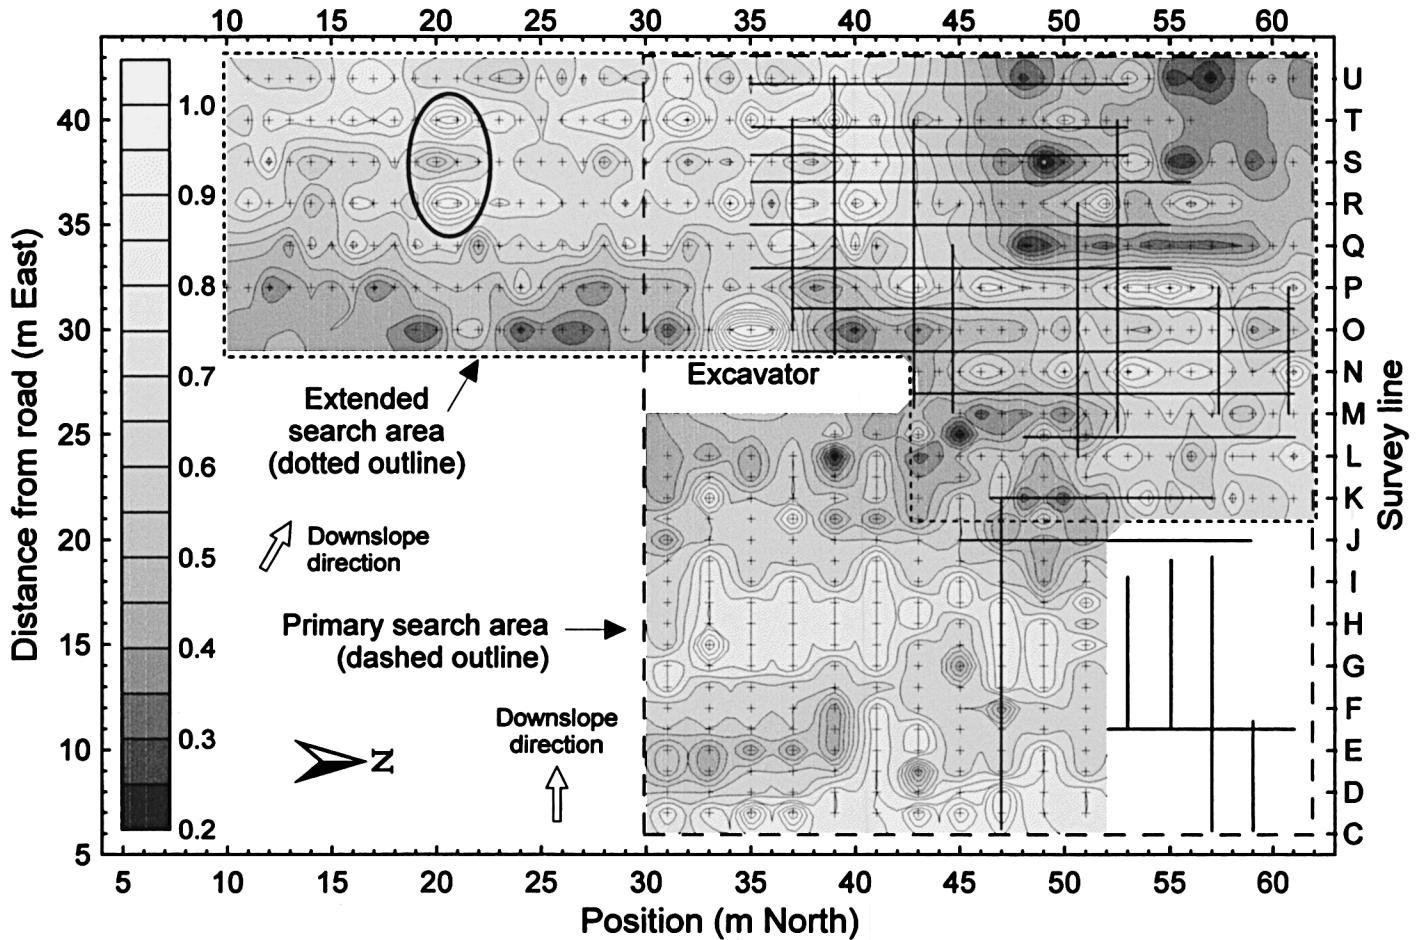 10 15 20 25 30 35 40 45 50 55 60
1.0
0.9
0.8
0.7
0.6
0.5
0.4
0.3
0.2
40
35
30
25
20
15
10
5
Distance from road (m East)
U
T
S
R
Q
P
O
N
M
L
K
J
I
H
G
F
E
D
C
Survey line
Excavator
Extended
search area
(dotted outline)
Downslope
direction
Primary search area
(dashed outline)
Downslope
direction
N
5 10 15 20 25 30 35 40 45 50 55 60
Position (m North)